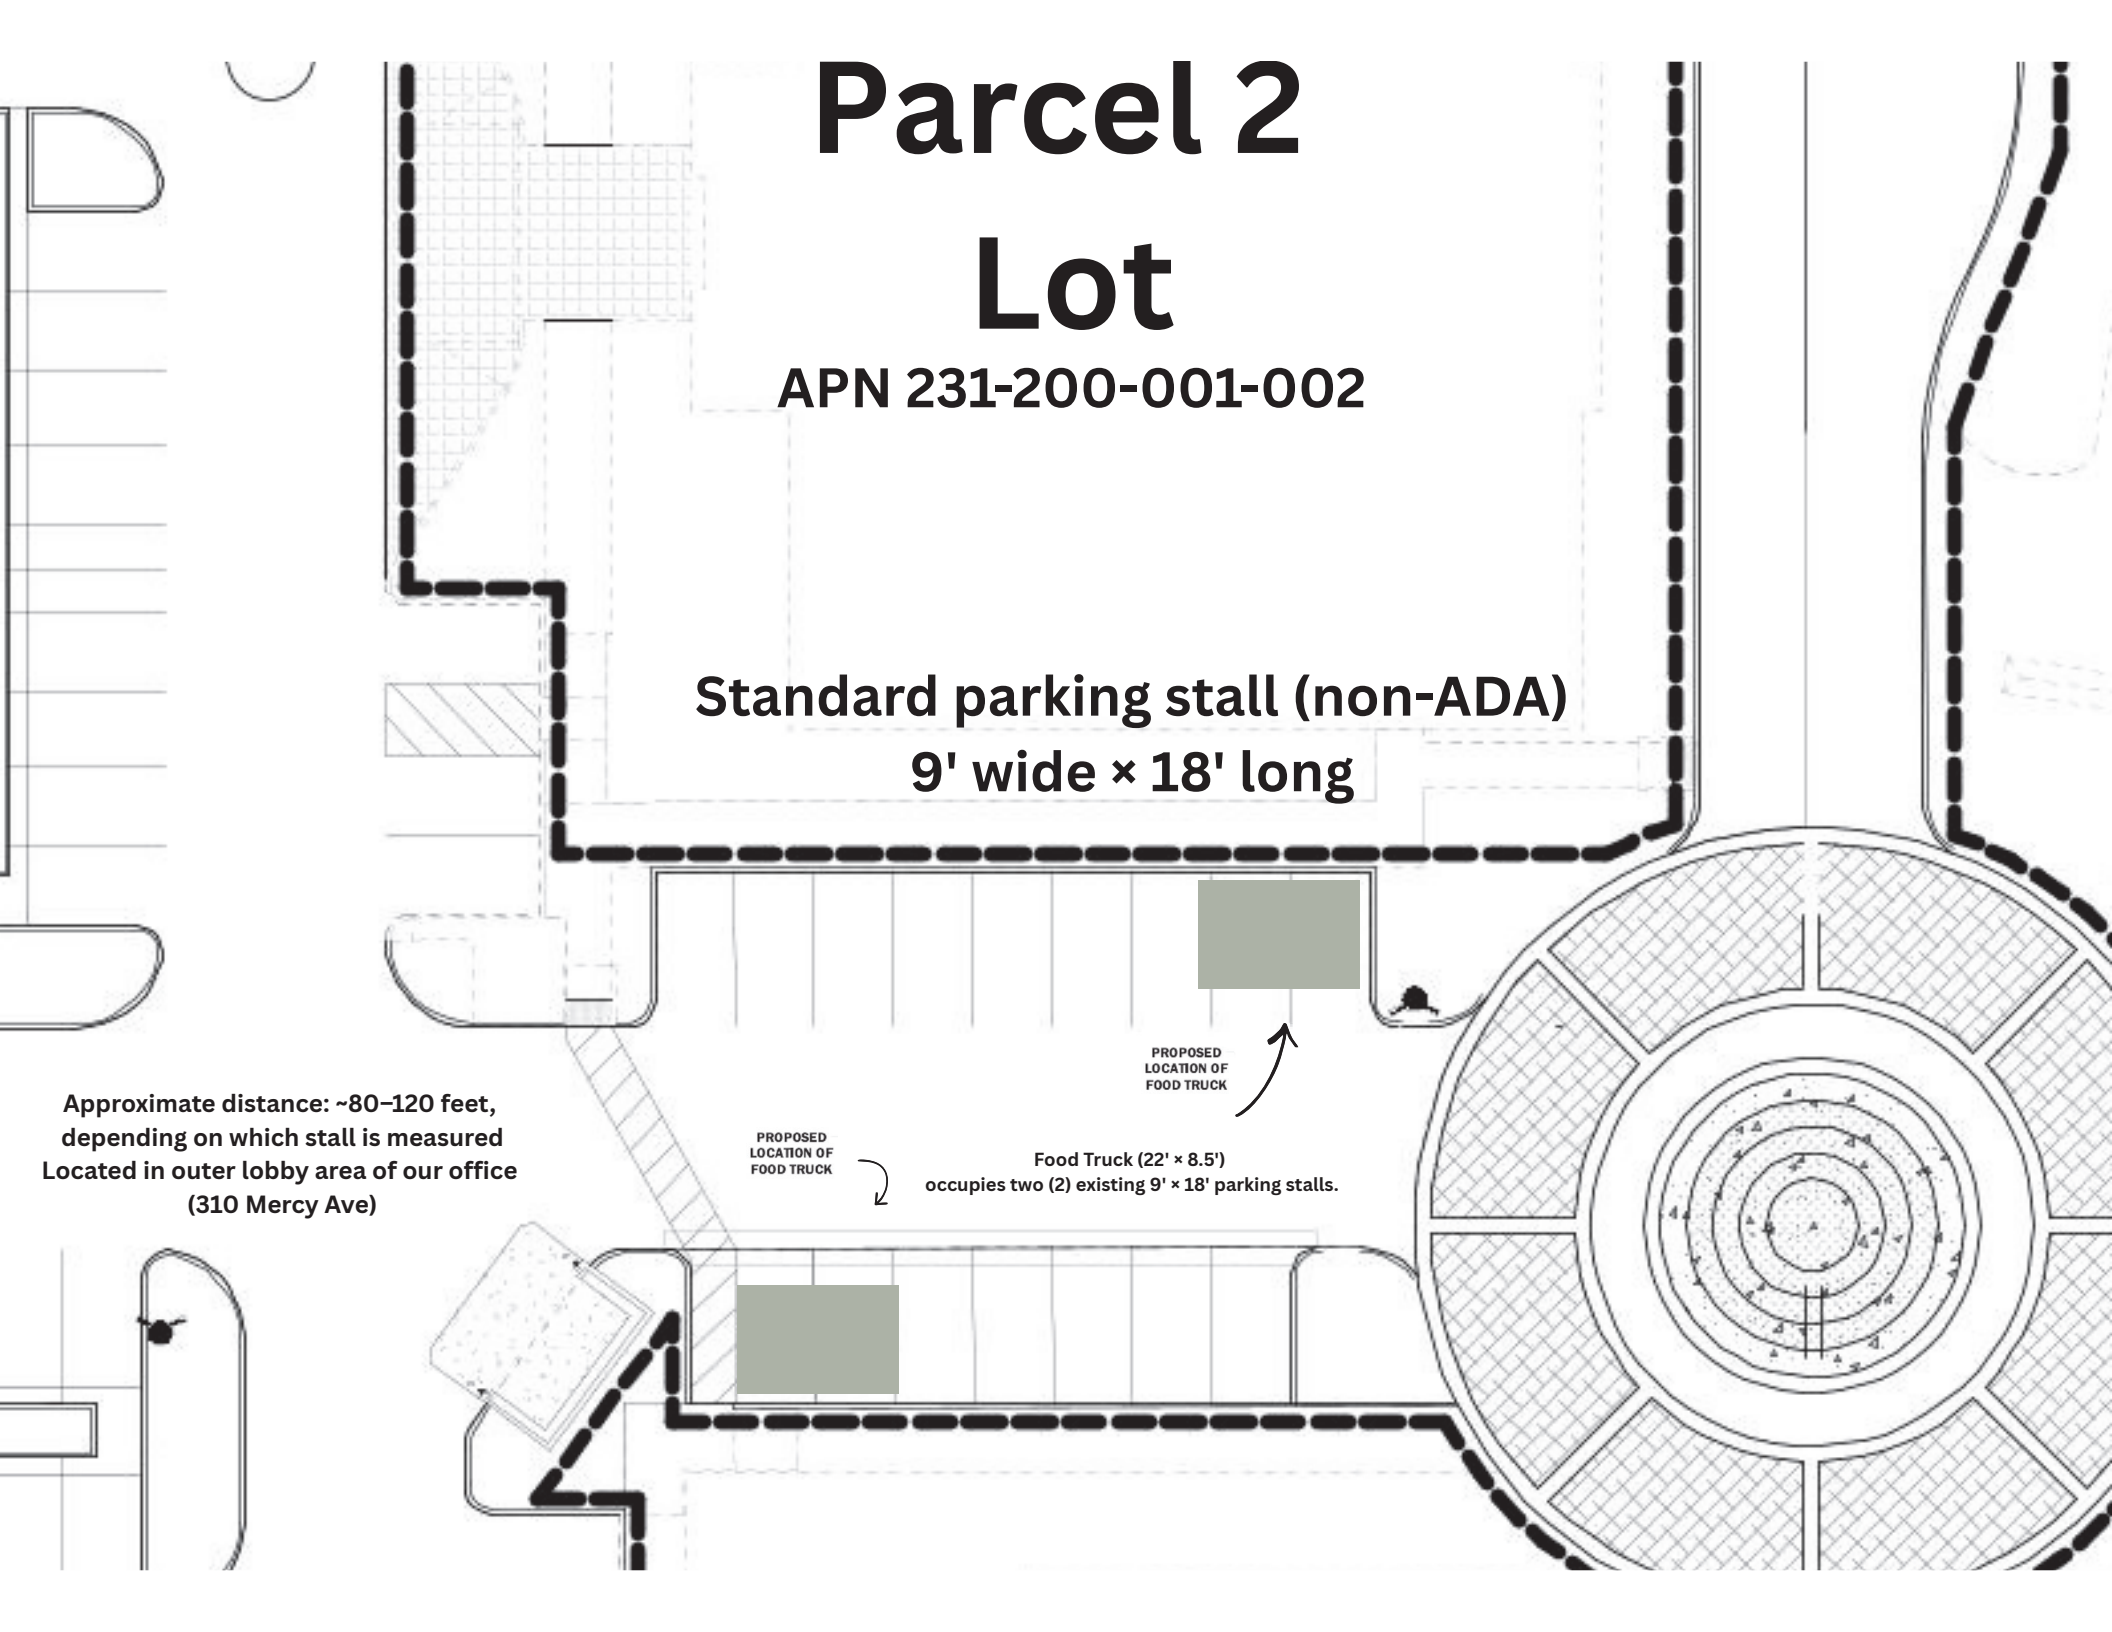 Parcel 2
Lot
APN 231-200-001-002
Standard parking stall (non-ADA)
9' wide × 18' long
PROPOSED
LOCATION OF
FOOD TRUCK
Approximate distance: ~80–120 feet,
depending on which stall is measured
Located in outer lobby area of our office
(310 Mercy Ave)
PROPOSED
LOCATION OF
FOOD TRUCK
Food Truck (22' × 8.5')
occupies two (2) existing 9' × 18' parking stalls.